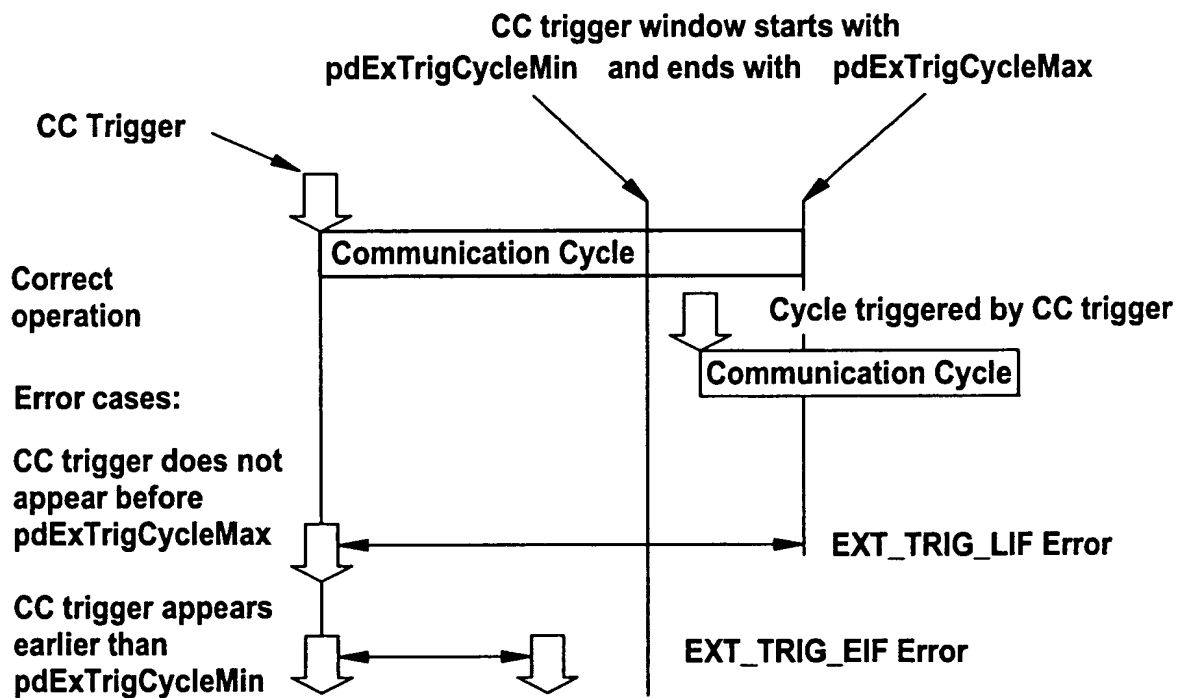 CC trigger window starts with
pdExTrigCycleMin and ends with pdExTrigCycleMax
CC Trigger
Communication Cycle
Correct
operation
Cycle triggered by CC trigger
Communication Cycle
Error cases:
CC trigger does not
appear before
pdExTrigCycleMax
EXT_TRIG_LIF Error
CC trigger appears
earlier than
pdExTrigCycleMin
EXT_TRIG_EIF Error